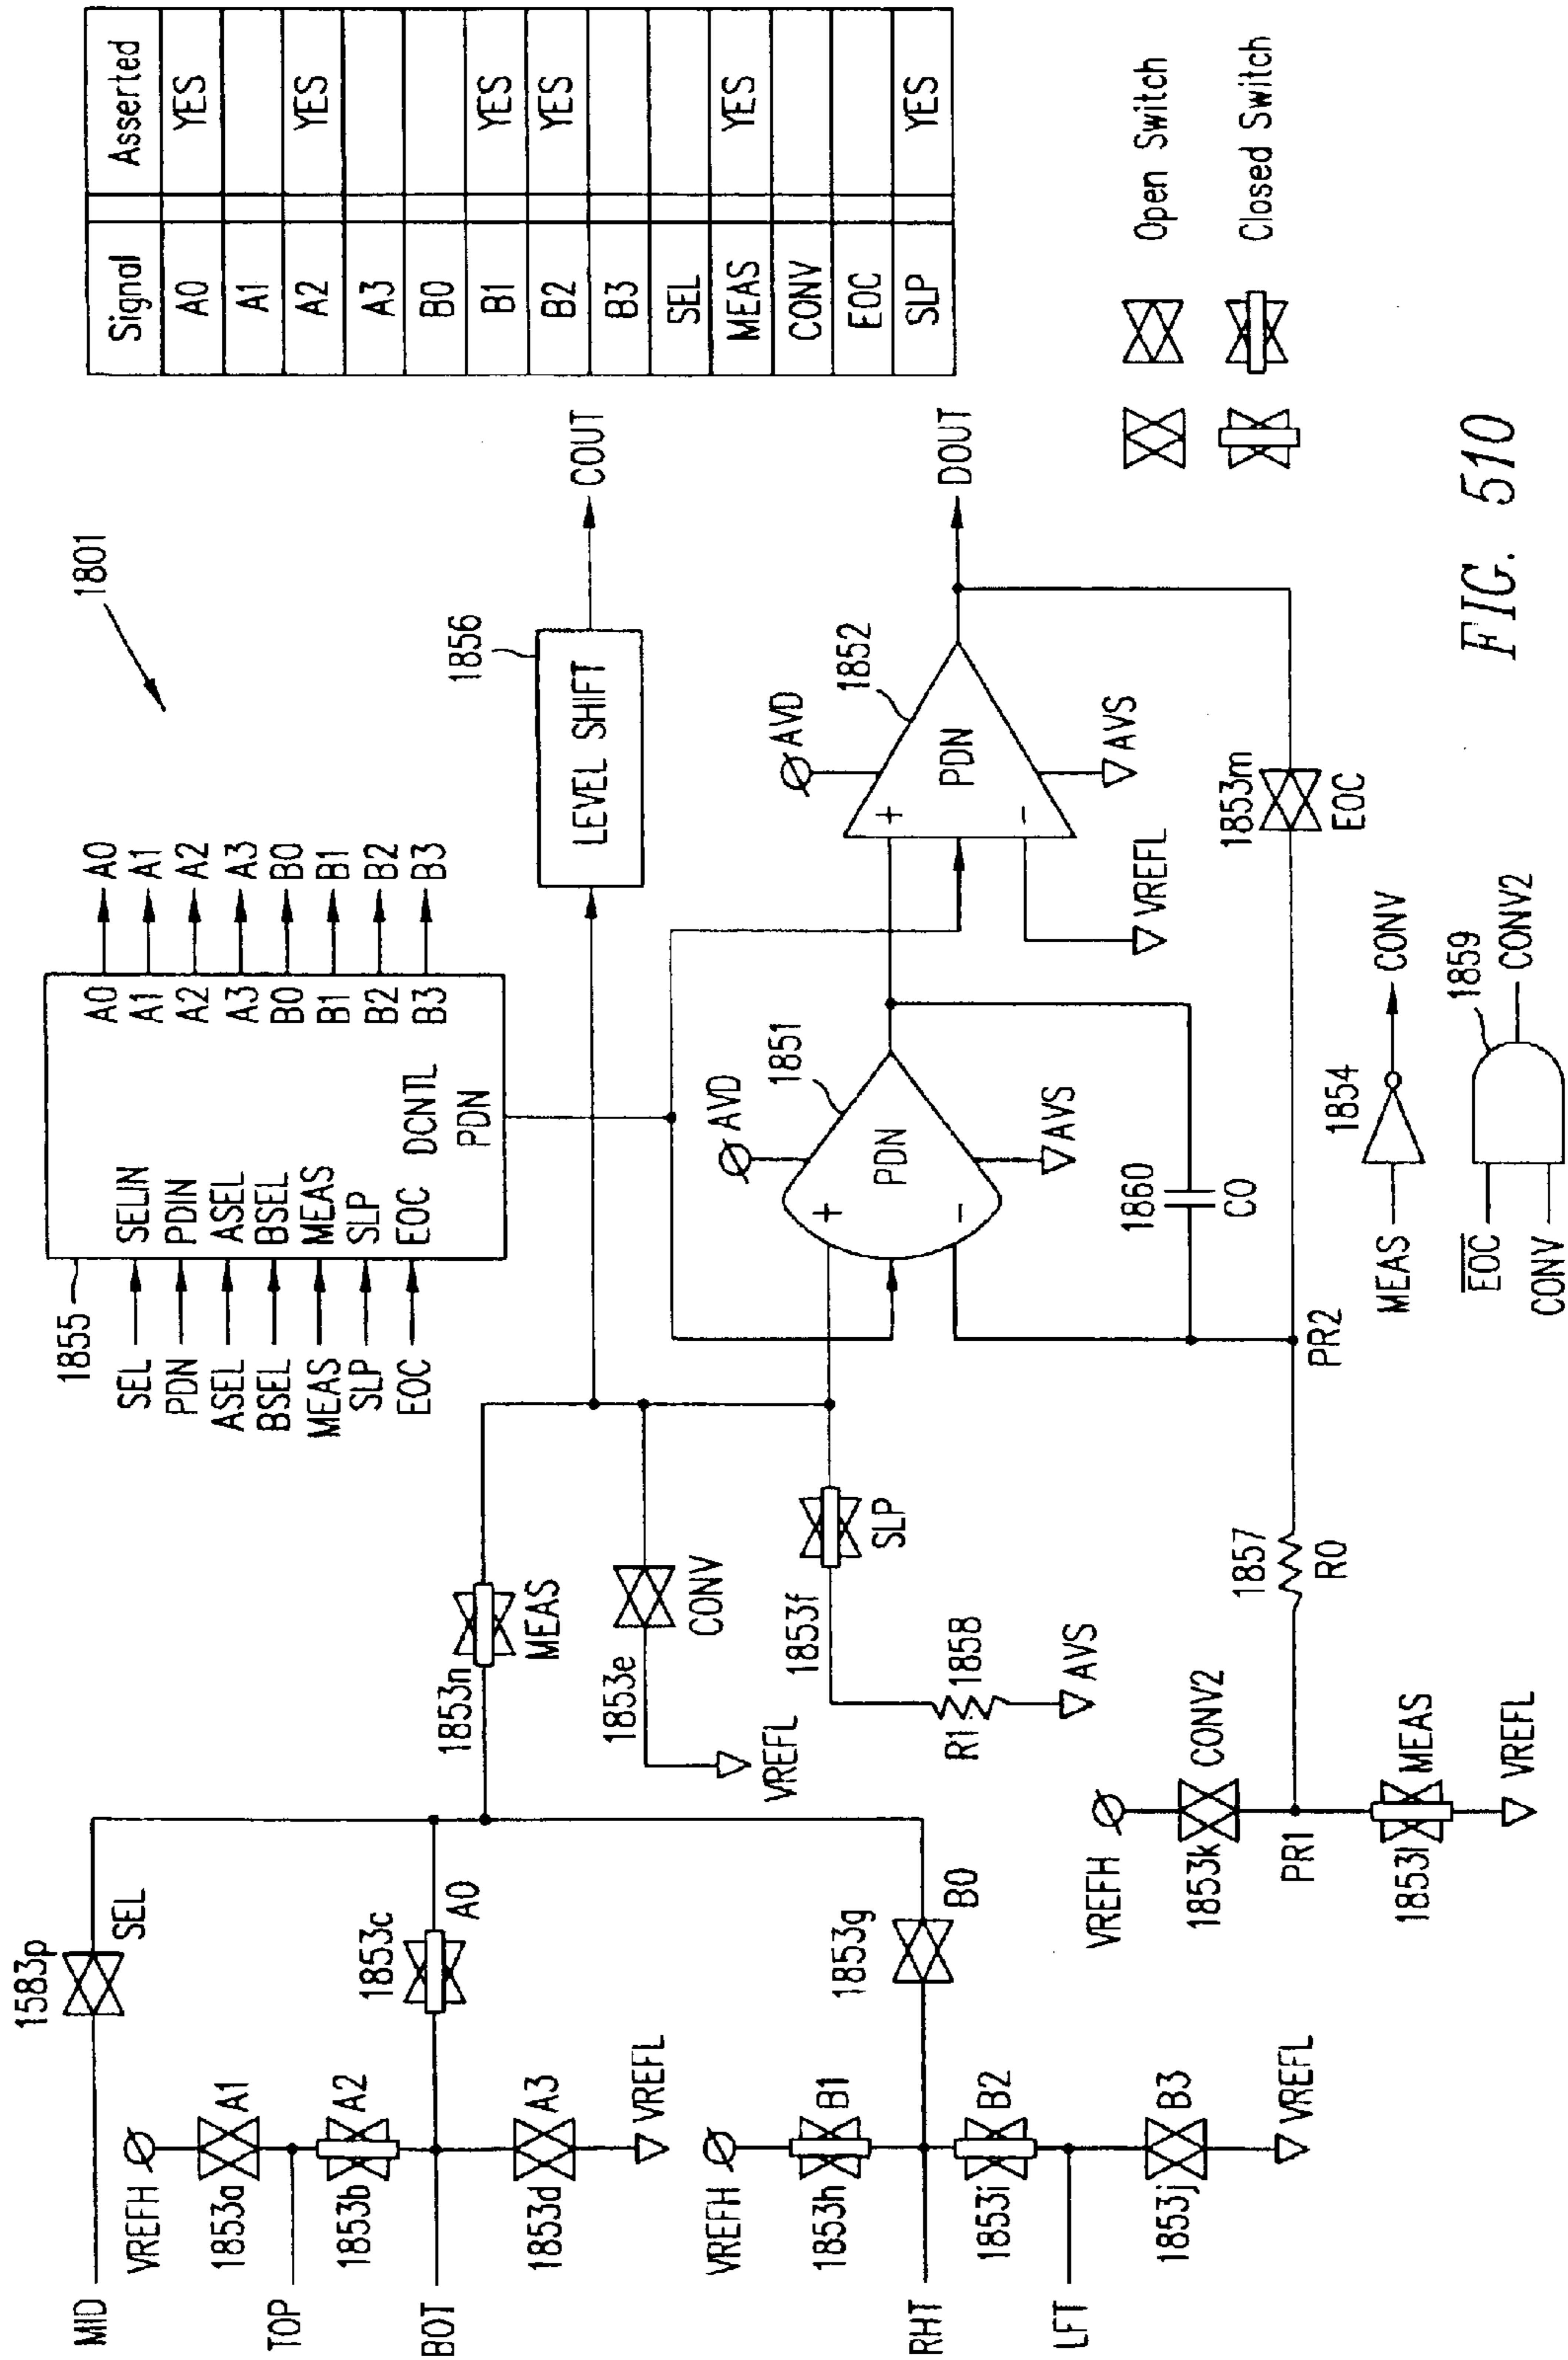 1801
Signal Asserted
A0 YES
A1
A2 YES
A3
B0
B1 YES
B2 YES
B3
SEL
MEAS YES
CONV
EOC
SLP YES
Open Switch
Closed Switch
1855
SEL SELIN
PDN PDIN
ASEL ASEL
BSEL BSEL
MEAS MEAS
SLP SLP
EOC EOC
DCNTL
PDN
A0 A0
A1 A1
A2 A2
A3 A3
B0 B0
B1 B1
B2 B2
B3 B3
1856
LEVEL SHIFT
COUT
MID
1583p
SEL
VREFH
1853a
A1
TOP
1853b
A2
BOT
1853c
A0
1853d
A3
VREFL
VREFH
1853h
B1
RHT
1853g
B0
1853i
B2
LFT
1853j
B3
VREFL
1853n
MEAS
1853e
CONV
VREFL
1853f
SLP
R1
1858
AVS
AVD
1851
+
PDN
−
AVS
1860
C0
AVD
1852
+
PDN
−
AVS
VREFL
DOUT
1853m
EOC
VREFH
1853k
CONV2
PR1
1853l
MEAS
VREFL
1857
R0
PR2
1854
MEAS
CONV
1859
E̅O̅C̅
CONV
CONV2
FIG. 510